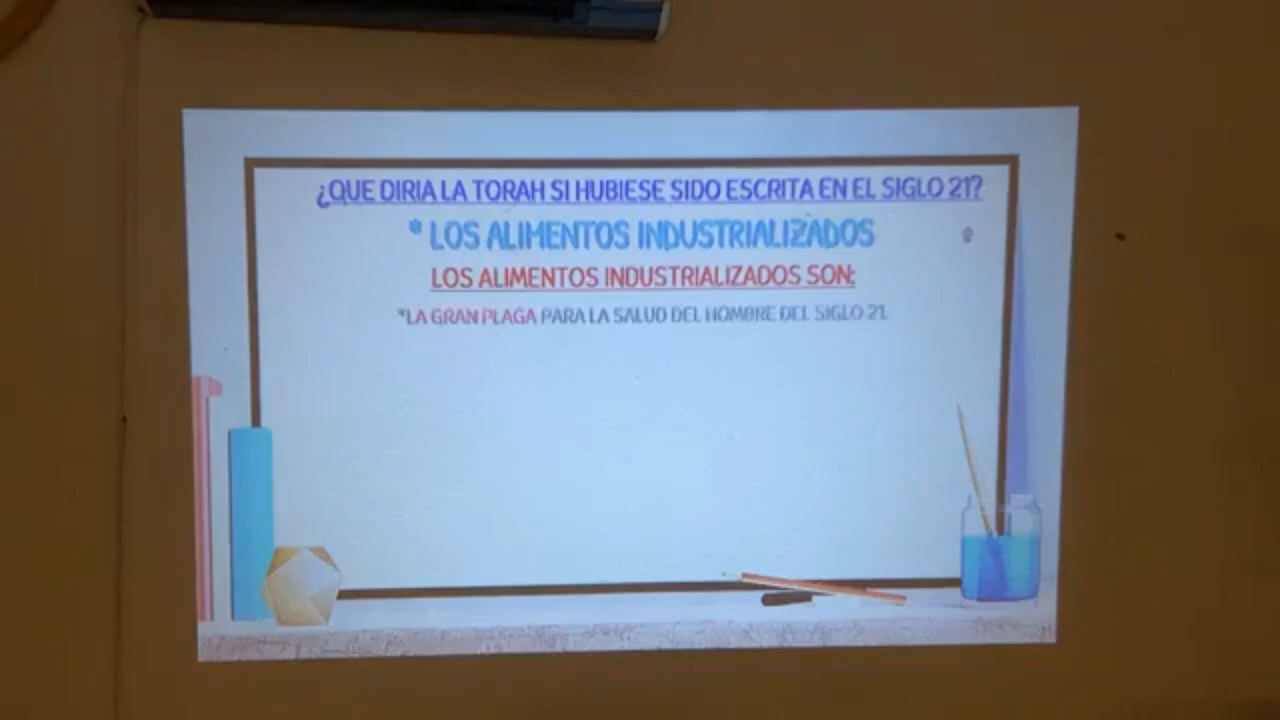 ¿QUE DIRIA LA TORAH SI HUBIESE SIDO ESCRITA EN EL SIGLO 21?
* LOS ALIMENTOS INDUSTRIALIZADOS
LOS ALIMENTOS INDUSTRIALIZADOS SON:
*LA GRAN PLAGA PARA LA SALUD DEL HOMBRE DEL SIGLO 21